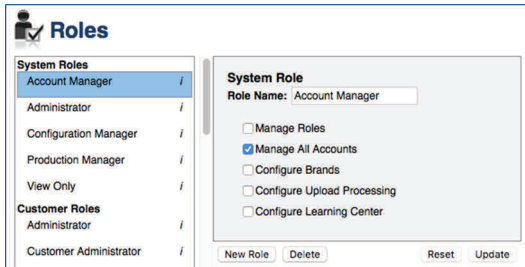 Roles
System Roles
Account Manager i
Administrator i
Configuration Manager i
Production Manager i
View Only i
Customer Roles
Administrator i
Customer Administrator i
System Role
Role Name: Account Manager
Manage Roles
Manage All Accounts
Configure Brands
Configure Upload Processing
Configure Learning Center
New Role Delete Reset Update